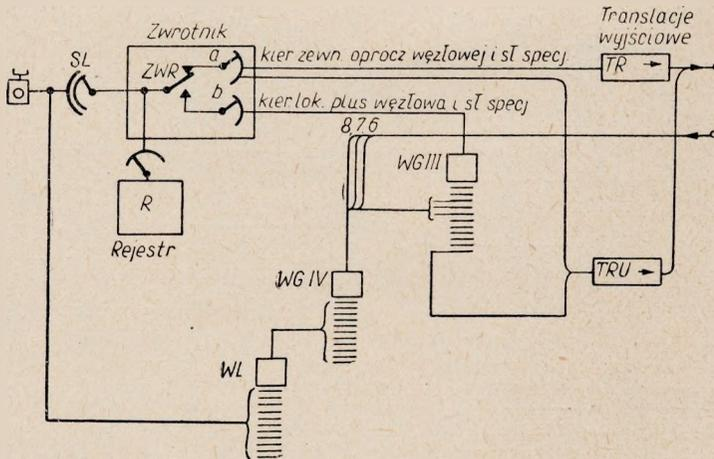 Translacje
wyjściowe
Zwrotnik
SL
ZWR
a
kier zewn. oprocz węzłowej i sł specj.
TR
b
kier. lok. plus węzłowa i sł specj
8,7,6
WG III
R
Rejestr
TRU
WG IV
WL